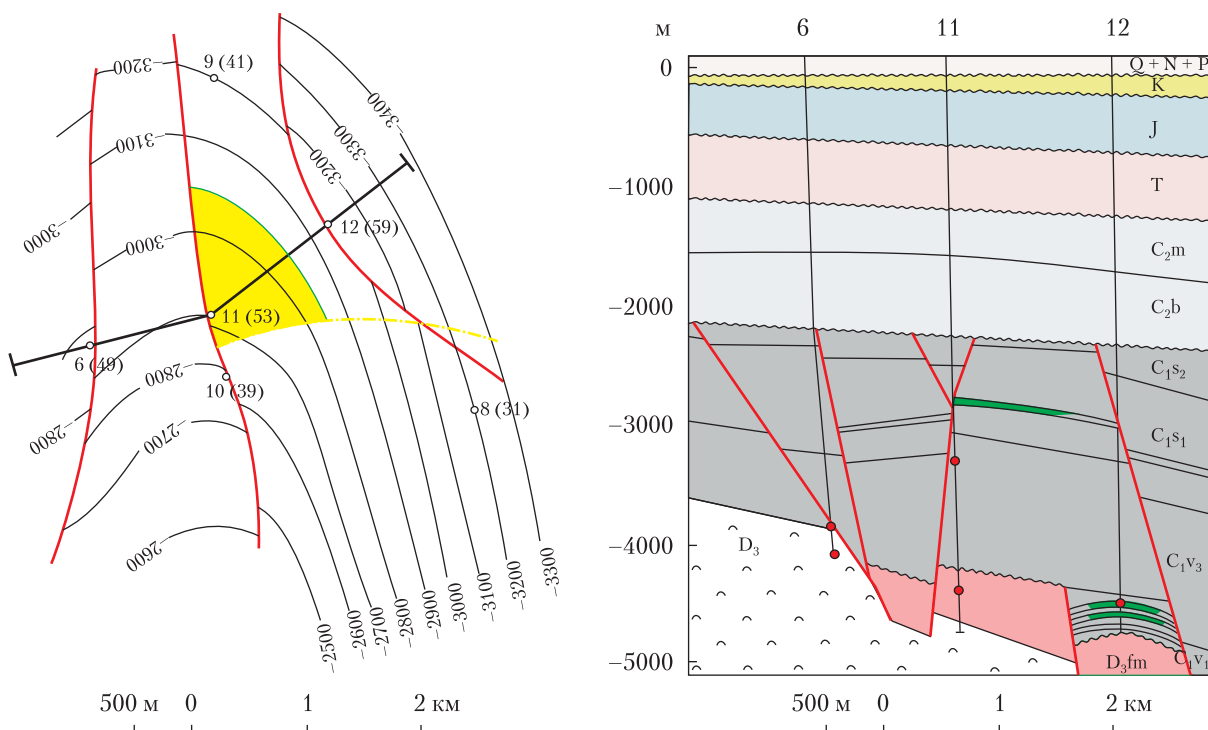 9 (41)
–3200
–3100
–3000
–3000
–2800
–2800
–2700
–2600
–3400
–3300
–3200
12 (59)
11 (53)
6 (49)
10 (39)
8 (31)
–2500
–2600
–2700
–2800
–2900
–3000
–3100
–3200
–3300
500 м 0 1 2 км
м 6 11 12
0
–1000
–2000
–3000
–4000
–5000
Q + N + P
K
J
T
C₂m
C₂b
C₁s₂
C₁s₁
C₁v₃
D₃
D₃fm
C₁v₁
500 м 0 1 2 км